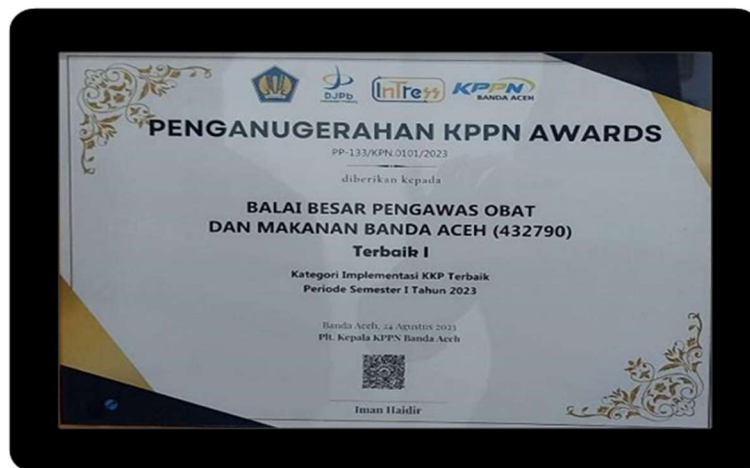 DJPb
InTress
KPPN
BANDA ACEH
PENGANUGERAHAN KPPN AWARDS
PP-133/KPN.0101/2023
diberikan kepada
BALAI BESAR PENGAWAS OBAT
DAN MAKANAN BANDA ACEH (432790)
Terbaik I
Kategori Implementasi KKP Terbaik
Periode Semester I Tahun 2023
Banda Aceh, 24 Agustus 2023
Plt. Kepala KPPN Banda Aceh
Iman Haidir